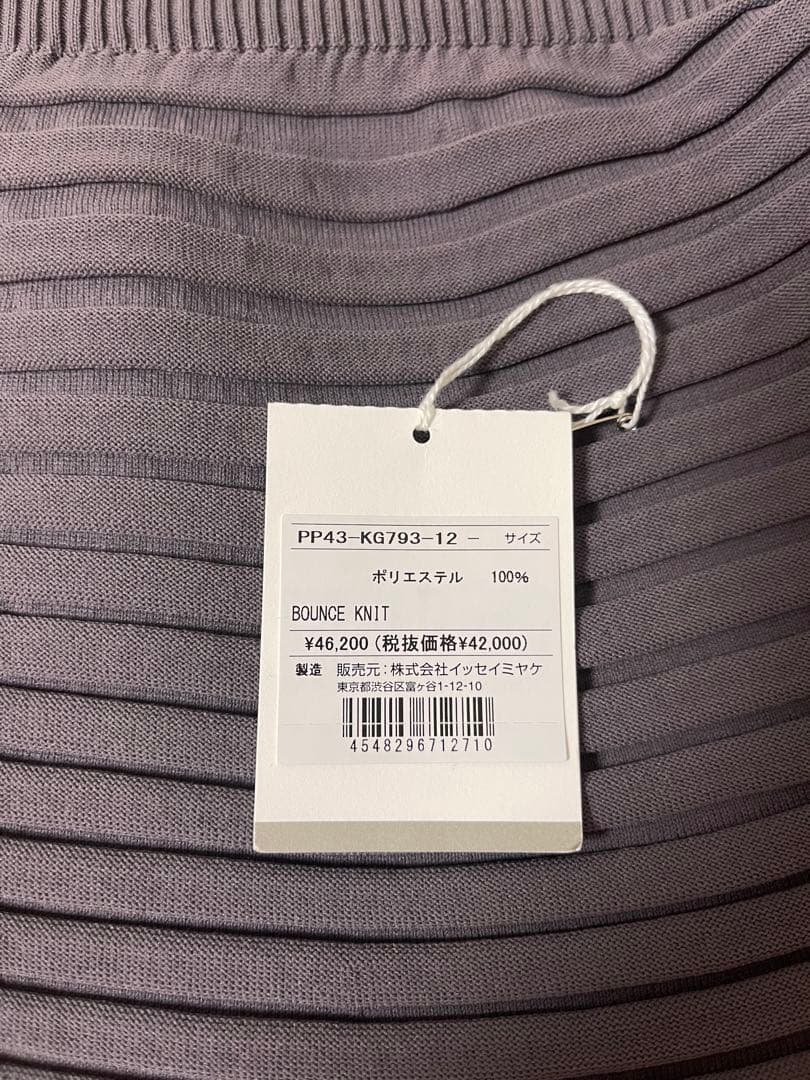 PP43-KG793-12 - サイズ
ポリエステル 100%
BOUNCE KNIT
¥46,200(税抜価格¥42,000)
製造 販売元:株式会社イッセイミヤケ
東京都渋谷区富ヶ谷1-12-10
4548296712710